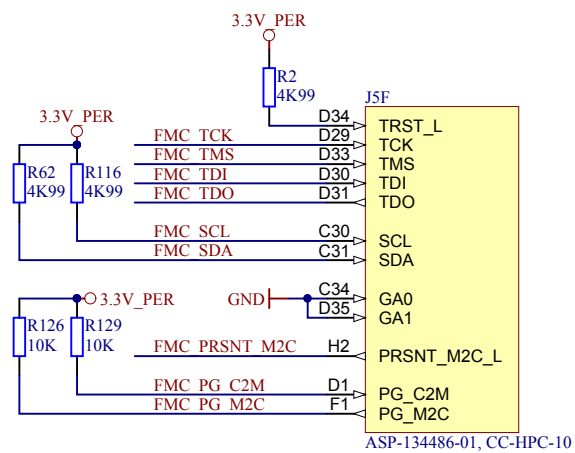 3.3V_PER
R2
4K99
J5F
D34
TRST_L
3.3V_PER
FMC_TCK
D29
TCK
FMC_TMS
D33
TMS
R62
4K99
R116
4K99
FMC_TDI
D30
TDI
FMC_TDO
D31
TDO
FMC_SCL
C30
SCL
FMC_SDA
C31
SDA
3.3V_PER
GND
C34
GA0
D35
GA1
R126
10K
R129
10K
FMC_PRSNT_M2C
H2
PRSNT_M2C_L
FMC_PG_C2M
D1
PG_C2M
FMC_PG_M2C
F1
PG_M2C
ASP-134486-01, CC-HPC-10